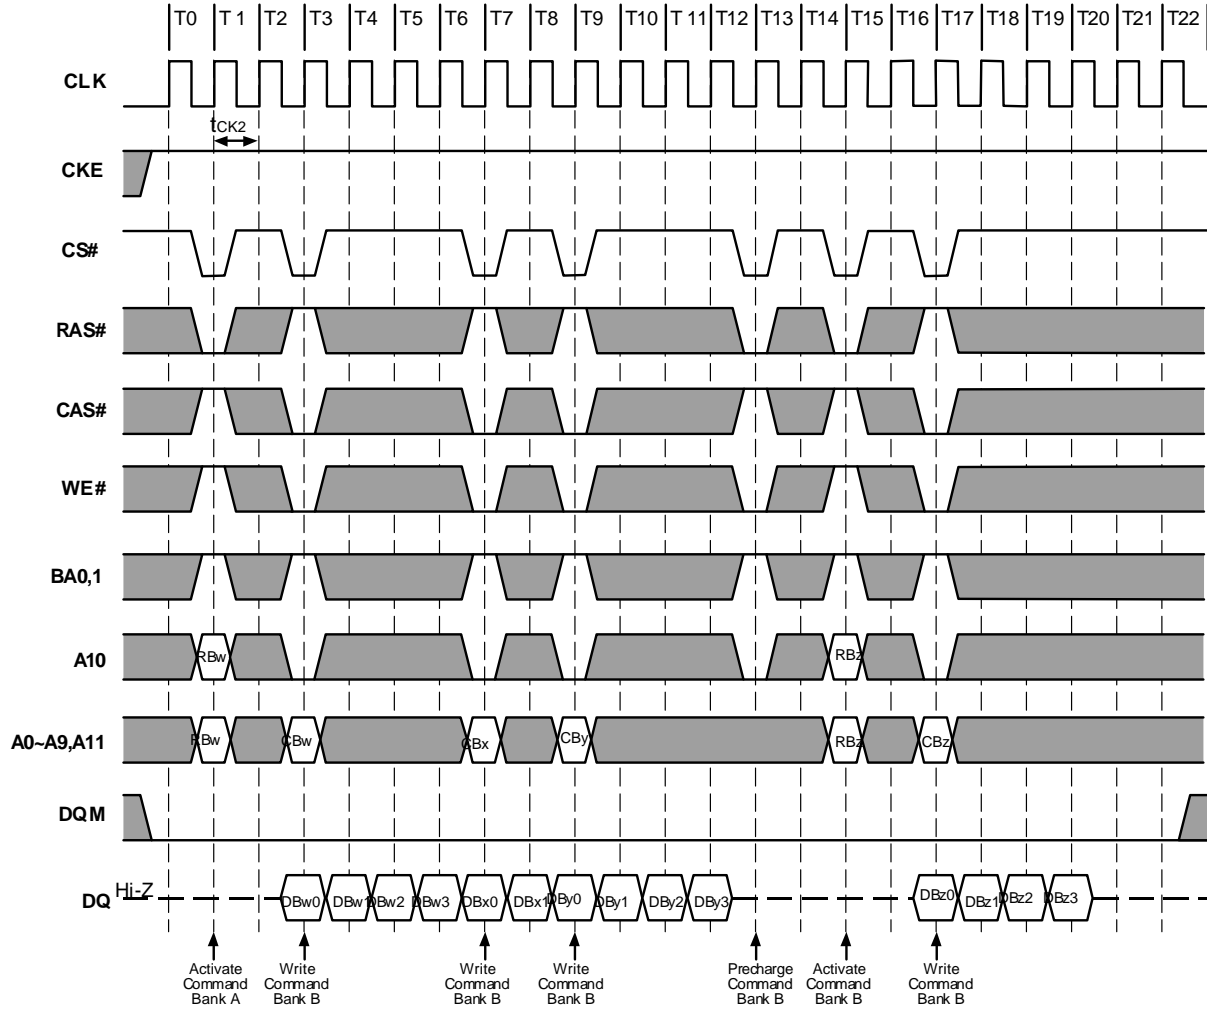 T0 T1 T2 T3 T4 T5 T6 T7 T8 T9 T10 T11 T12 T13 T14 T15 T16 T17 T18 T19 T20 T21 T22
CLK
tCK2
CKE
CS#
RAS#
CAS#
WE#
BA0,1
A10 RBw RBz
A0~A9,A11 RBw CBw CBx CBy RBz CBz
DQM
Hi-Z
DQ DBw0 DBw1 DBw2 DBw3 DBx0 DBx1 DBy0 DBy1 DBy2 DBy3 DBz0 DBz1 DBz2 DBz3
Activate Write Write Write Precharge Activate Write
Command Command Command Command Command Command Command
Bank A Bank B Bank B Bank B Bank B Bank B Bank B